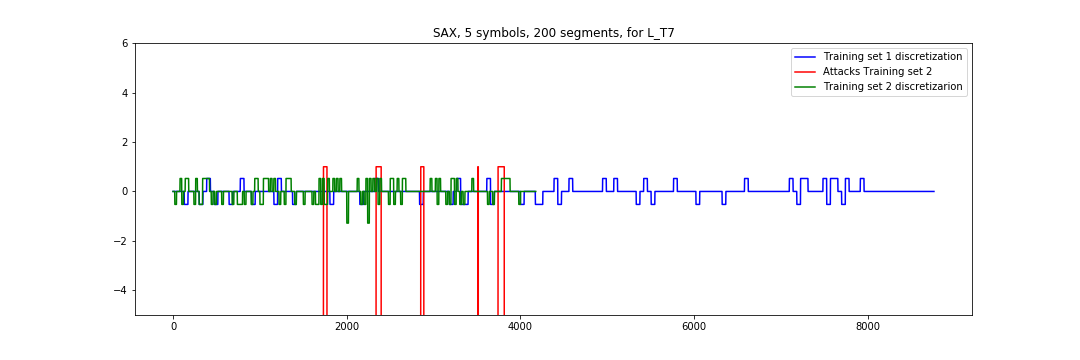 SAX, 5 symbols, 200 segments, for L_T7
6
4
2
0
−2
−4
0
2000
4000
6000
8000
Training set 1 discretization
Attacks Training set 2
Training set 2 discretizarion